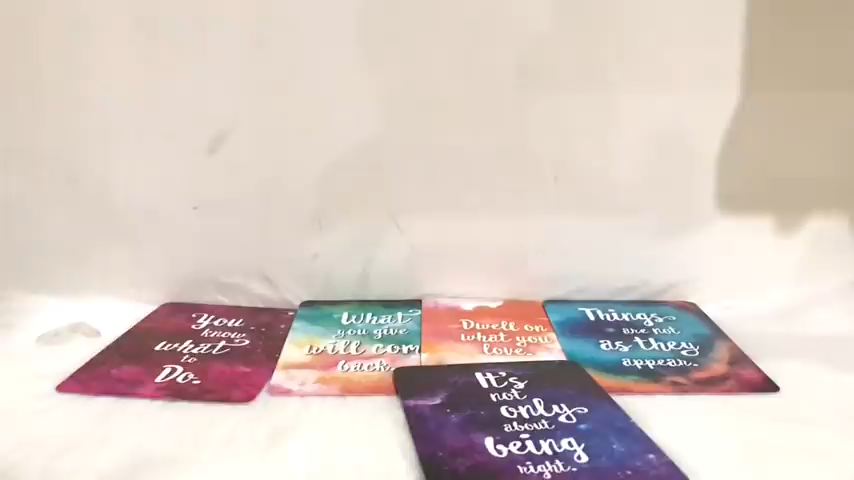 You
know
what
to
Do.
What
you give
will com
back.
Dwell on
what you
love.
Things
are not
as they
appear.
It's
not
only
about
being
right.